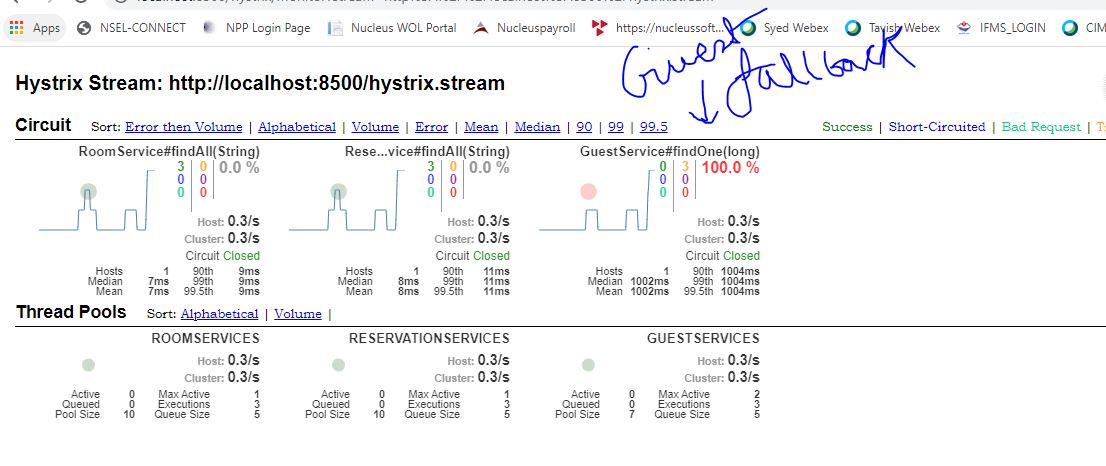 Apps NSEL-CONNECT NPP Login Page Nucleus WOL Portal Nucleuspayroll https://nucleussoft... Syed Webex Tayish Webex IFMS_LOGIN CIM
Guest
fallback
Hystrix Stream: http://localhost:8500/hystrix.stream
Circuit Sort: Error then Volume | Alphabetical | Volume | Error | Mean | Median | 90 | 99 | 99.5 Success | Short-Circuited | Bad Request |
RoomService#findAll(String) Rese...vice#findAll(String) GuestService#findOne(long)
3 0 0.0 % 3 0 0.0 % 0 3 100.0 %
0 0 0 0 0 0
0 0 0 0 0 0
Host: 0.3/s Host: 0.3/s Host: 0.3/s
Cluster: 0.3/s Cluster: 0.3/s Cluster: 0.3/s
Circuit Closed Circuit Closed Circuit Closed
Hosts 1 90th 9ms Hosts 1 90th 11ms Hosts 1 90th 1004ms
Median 7ms 99th 9ms Median 8ms 99th 11ms Median 1002ms 99th 1004ms
Mean 7ms 99.5th 9ms Mean 8ms 99.5th 11ms Mean 1002ms 99.5th 1004ms
Thread Pools Sort: Alphabetical | Volume |
ROOMSERVICES RESERVATIONSERVICES GUESTSERVICES
Host: 0.3/s Host: 0.3/s Host: 0.3/s
Cluster: 0.3/s Cluster: 0.3/s Cluster: 0.3/s
Active 0 Max Active 1 Active 0 Max Active 1 Active 0 Max Active 2
Queued 0 Executions 3 Queued 0 Executions 3 Queued 0 Executions 3
Pool Size 10 Queue Size 5 Pool Size 10 Queue Size 5 Pool Size 7 Queue Size 5